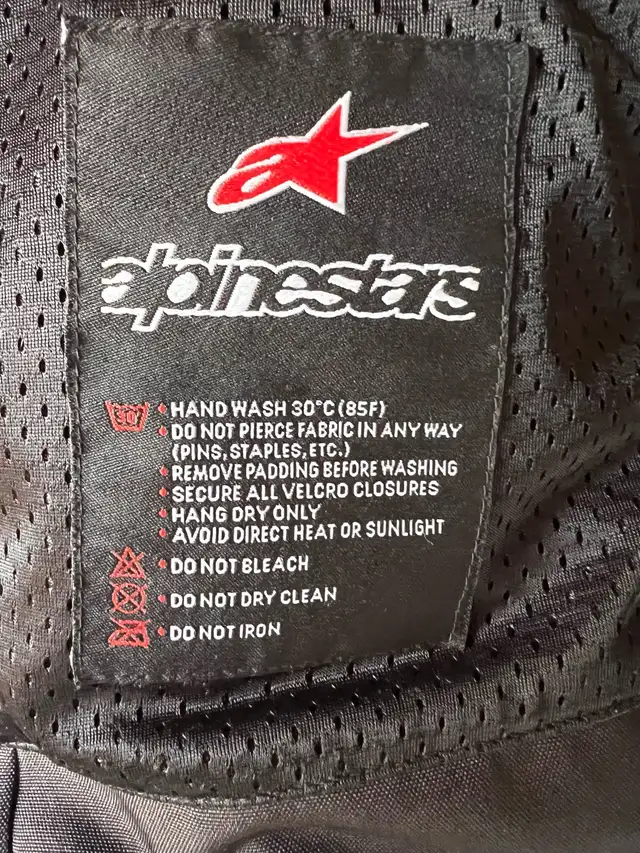 alpinestars
30° • HAND WASH 30°C (85F)
• DO NOT PIERCE FABRIC IN ANY WAY
(PINS, STAPLES, ETC.)
• REMOVE PADDING BEFORE WASHING
• SECURE ALL VELCRO CLOSURES
• HANG DRY ONLY
• AVOID DIRECT HEAT OR SUNLIGHT
• DO NOT BLEACH
• DO NOT DRY CLEAN
• DO NOT IRON